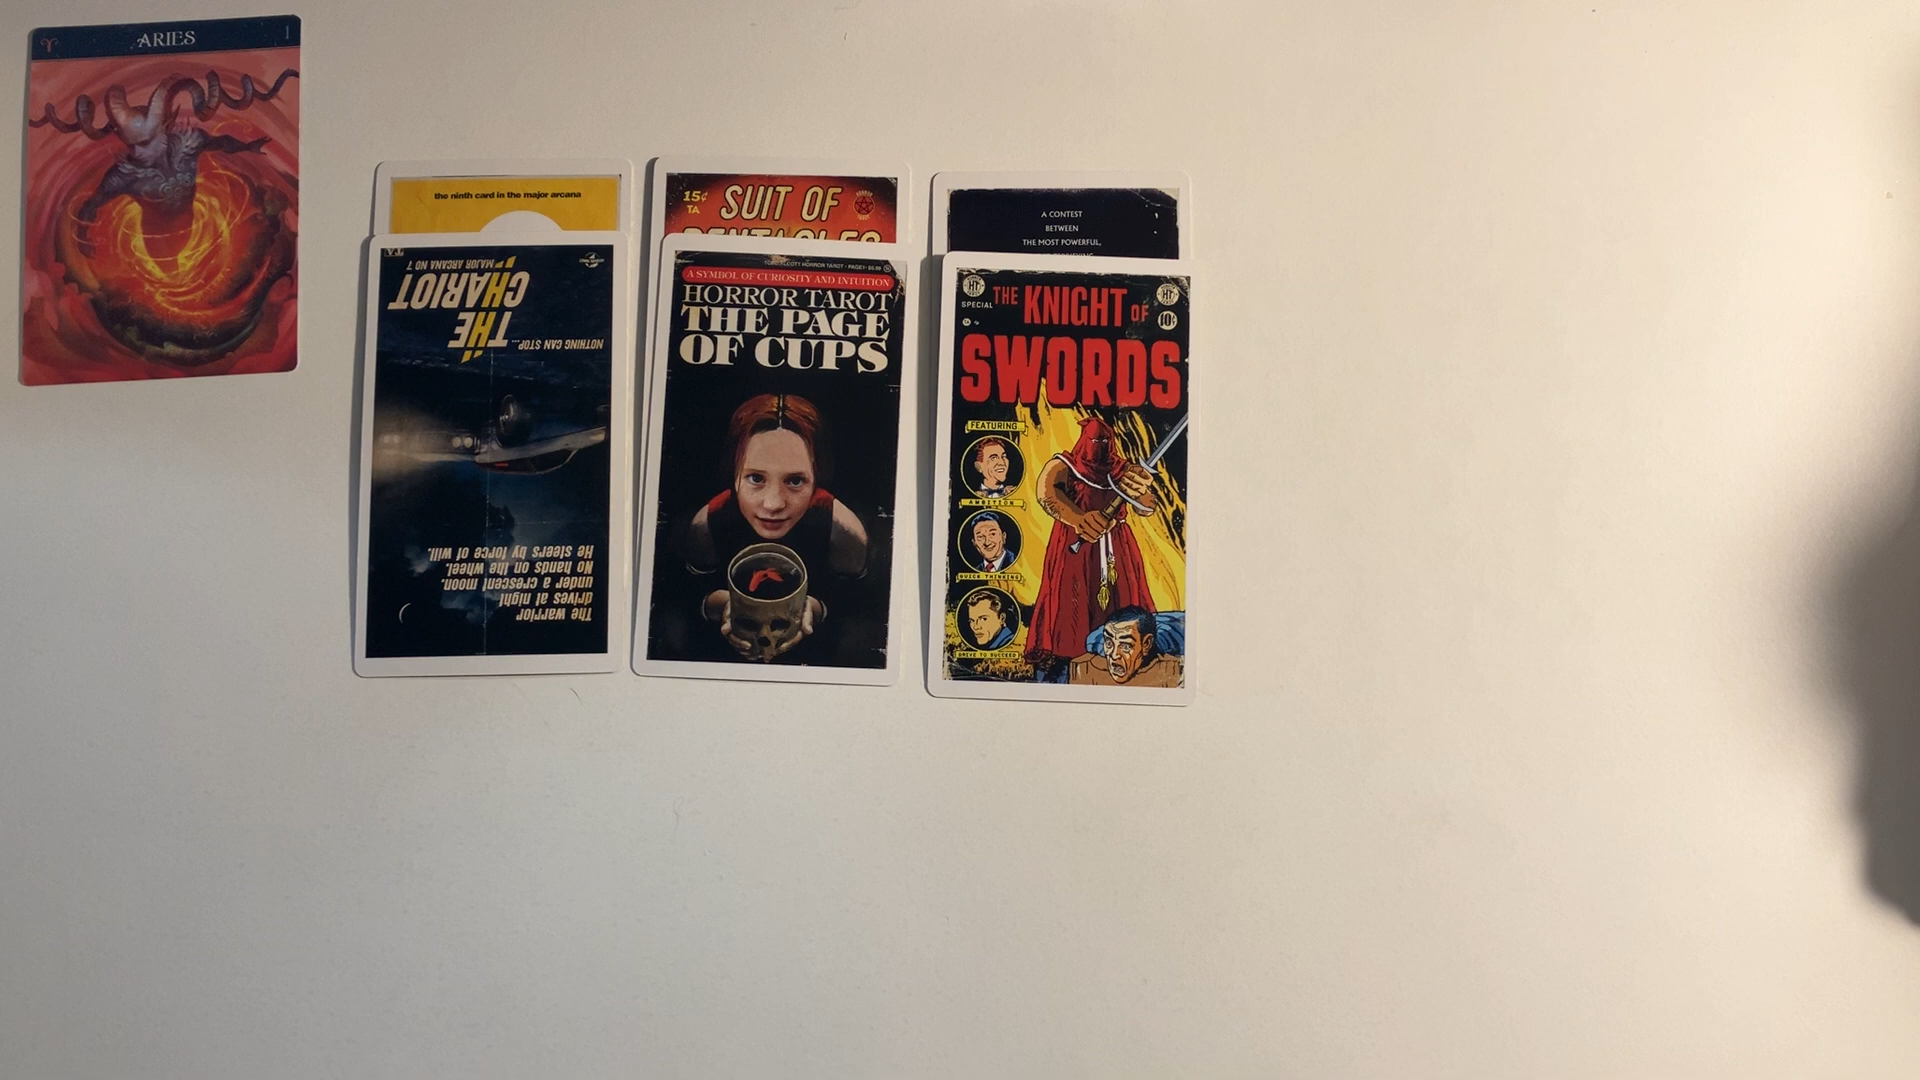 ARIES
1
the ninth card in the major arcana
THE
CHARIOT
MAJOR ARCANA NO 7
NOTHING CAN STOP...
The warrior
drives at night
under a crescent moon.
No hands on the wheel.
He steers by force of will.
15¢
TA
SUIT OF
PENTACLES
A SYMBOL OF CURIOSITY AND INTUITION
HORROR TAROT
THE PAGE
OF CUPS
A CONTEST
BETWEEN
THE MOST POWERFUL,
HT
SPECIAL
THE KNIGHT OF
10¢
SWORDS
FEATURING
AMBITION
QUICK THINKING
DRIVE TO SUCCEED